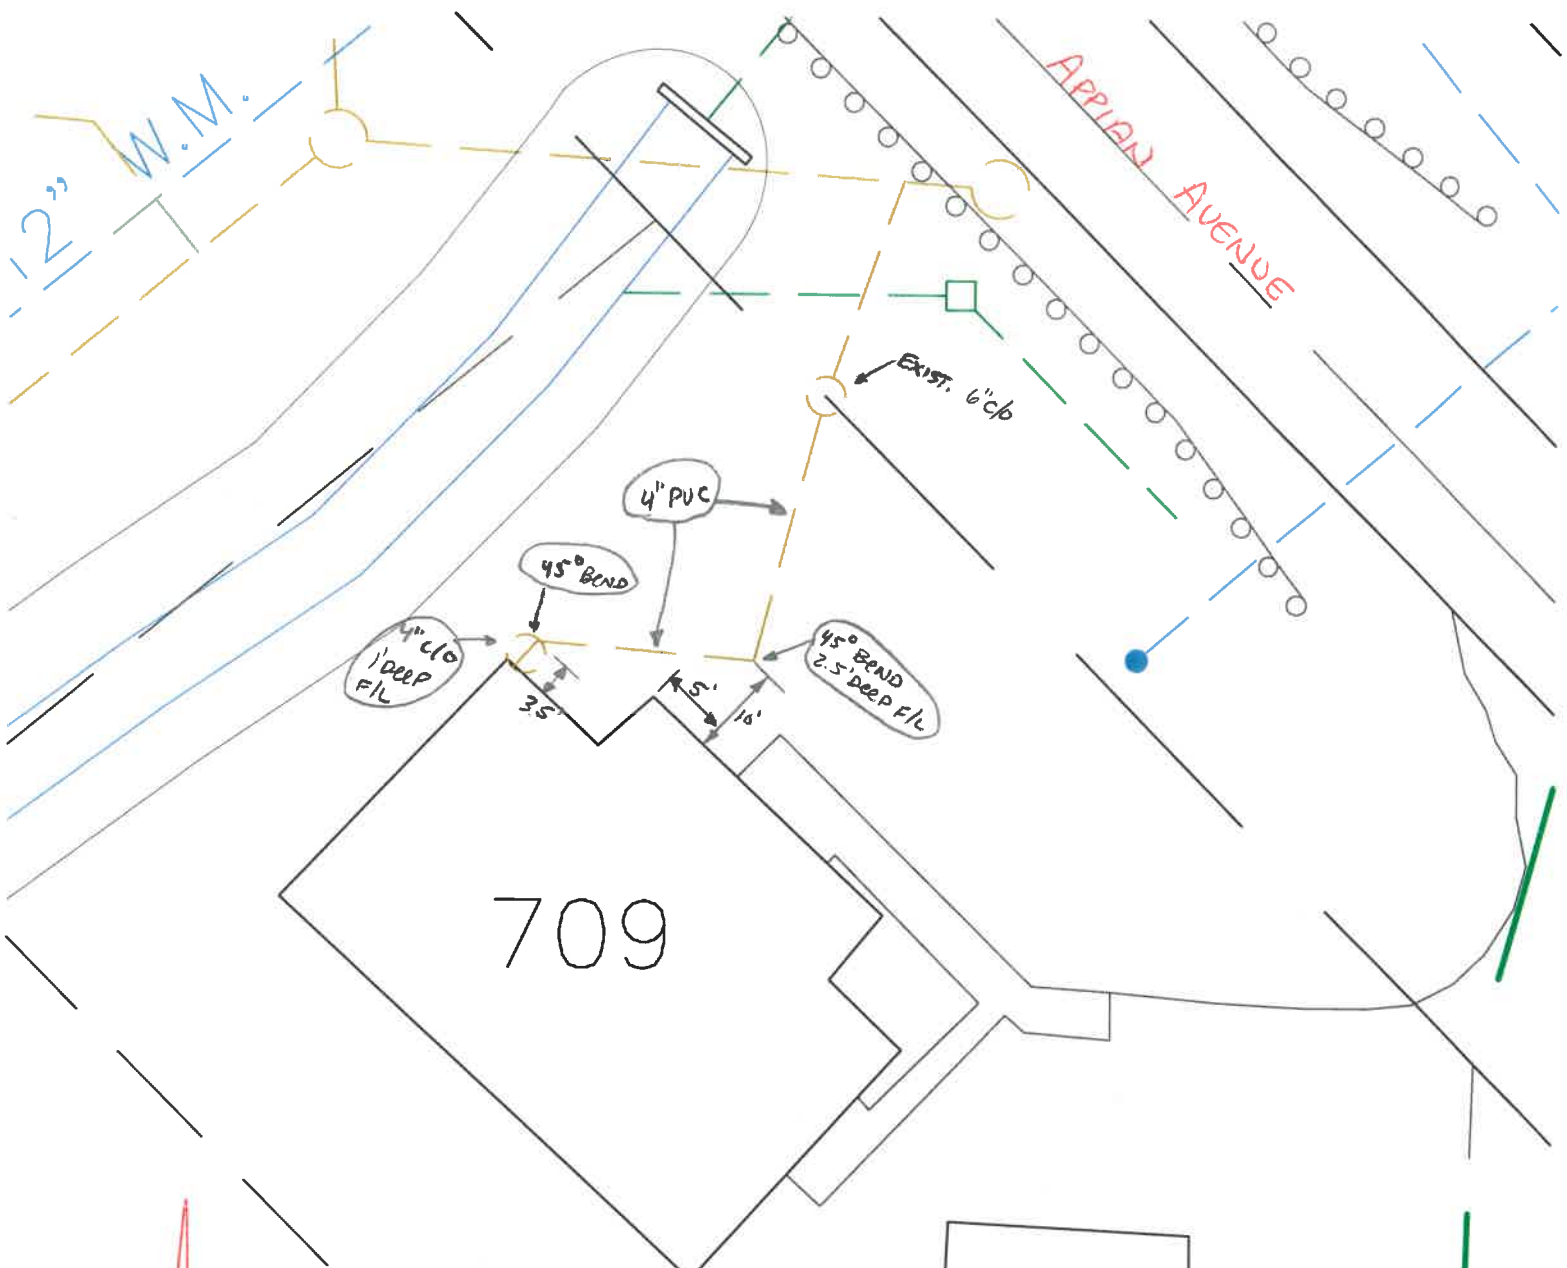 12" W.M.
APPIAN AVENUE
EXIST. 6" c/o
4" PVC
45° BEND
4" c/o
1' DEEP
F/L
3.5'
5'
10'
45° BEND
2.5' DEEP F/L
709